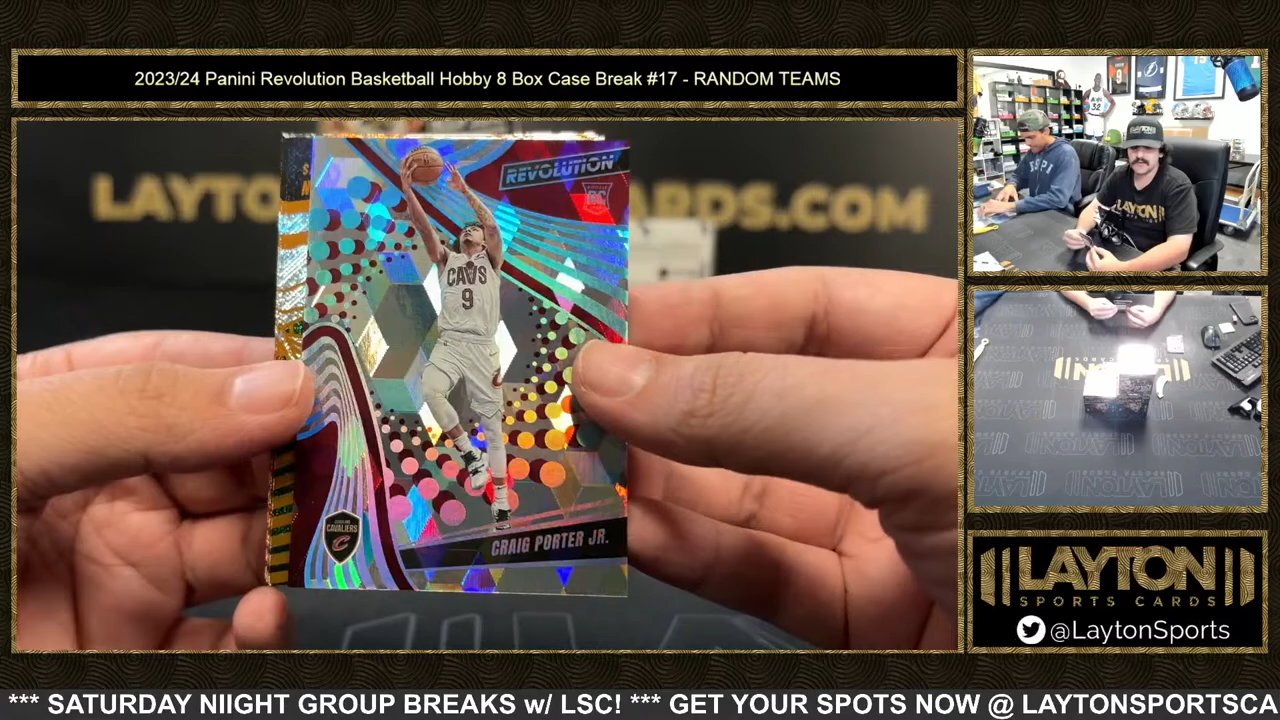 2023/24 Panini Revolution Basketball Hobby 8 Box Case Break #17 - RANDOM TEAMS
REVOLUTION
CAVS
9
CAVALIERS
C
CRAIG PORTER JR.
LAYTON
SPORTS CARDS
@LaytonSports
*** SATURDAY NIIGHT GROUP BREAKS w/ LSC! *** GET YOUR SPOTS NOW @ LAYTONSPORTSCA